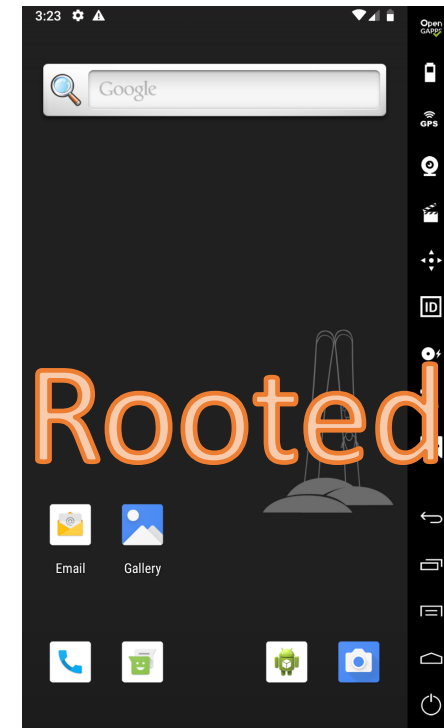 3:23
Open
GAPPS
Google
GPS
ID
Rooted
Email
Gallery